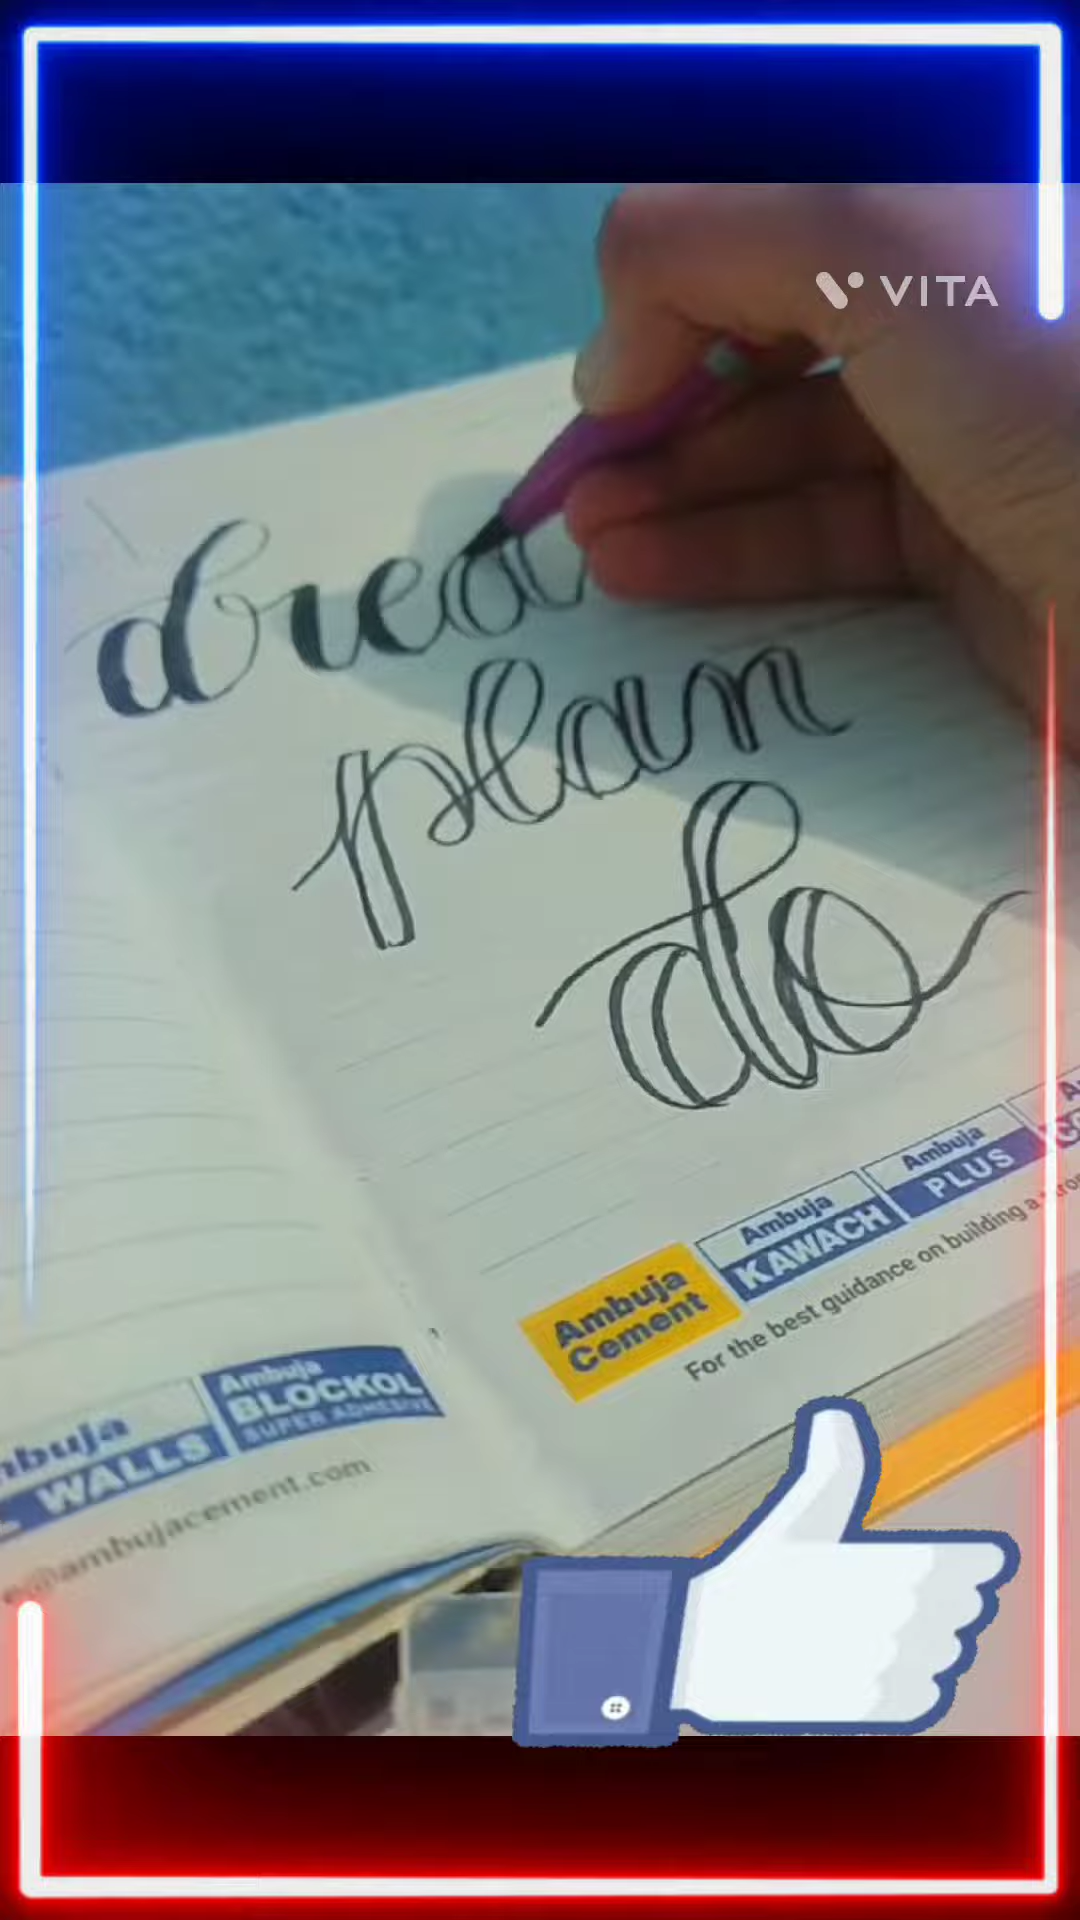 VITA
drea
plan
do
Ambuja
KAWACH
Ambuja
PLUS
Ambuja
Cement
For the best guidance on building a
Ambuja
BLOCKOL
SUPER ADHESIVE
WALLS
@ambujacement.com